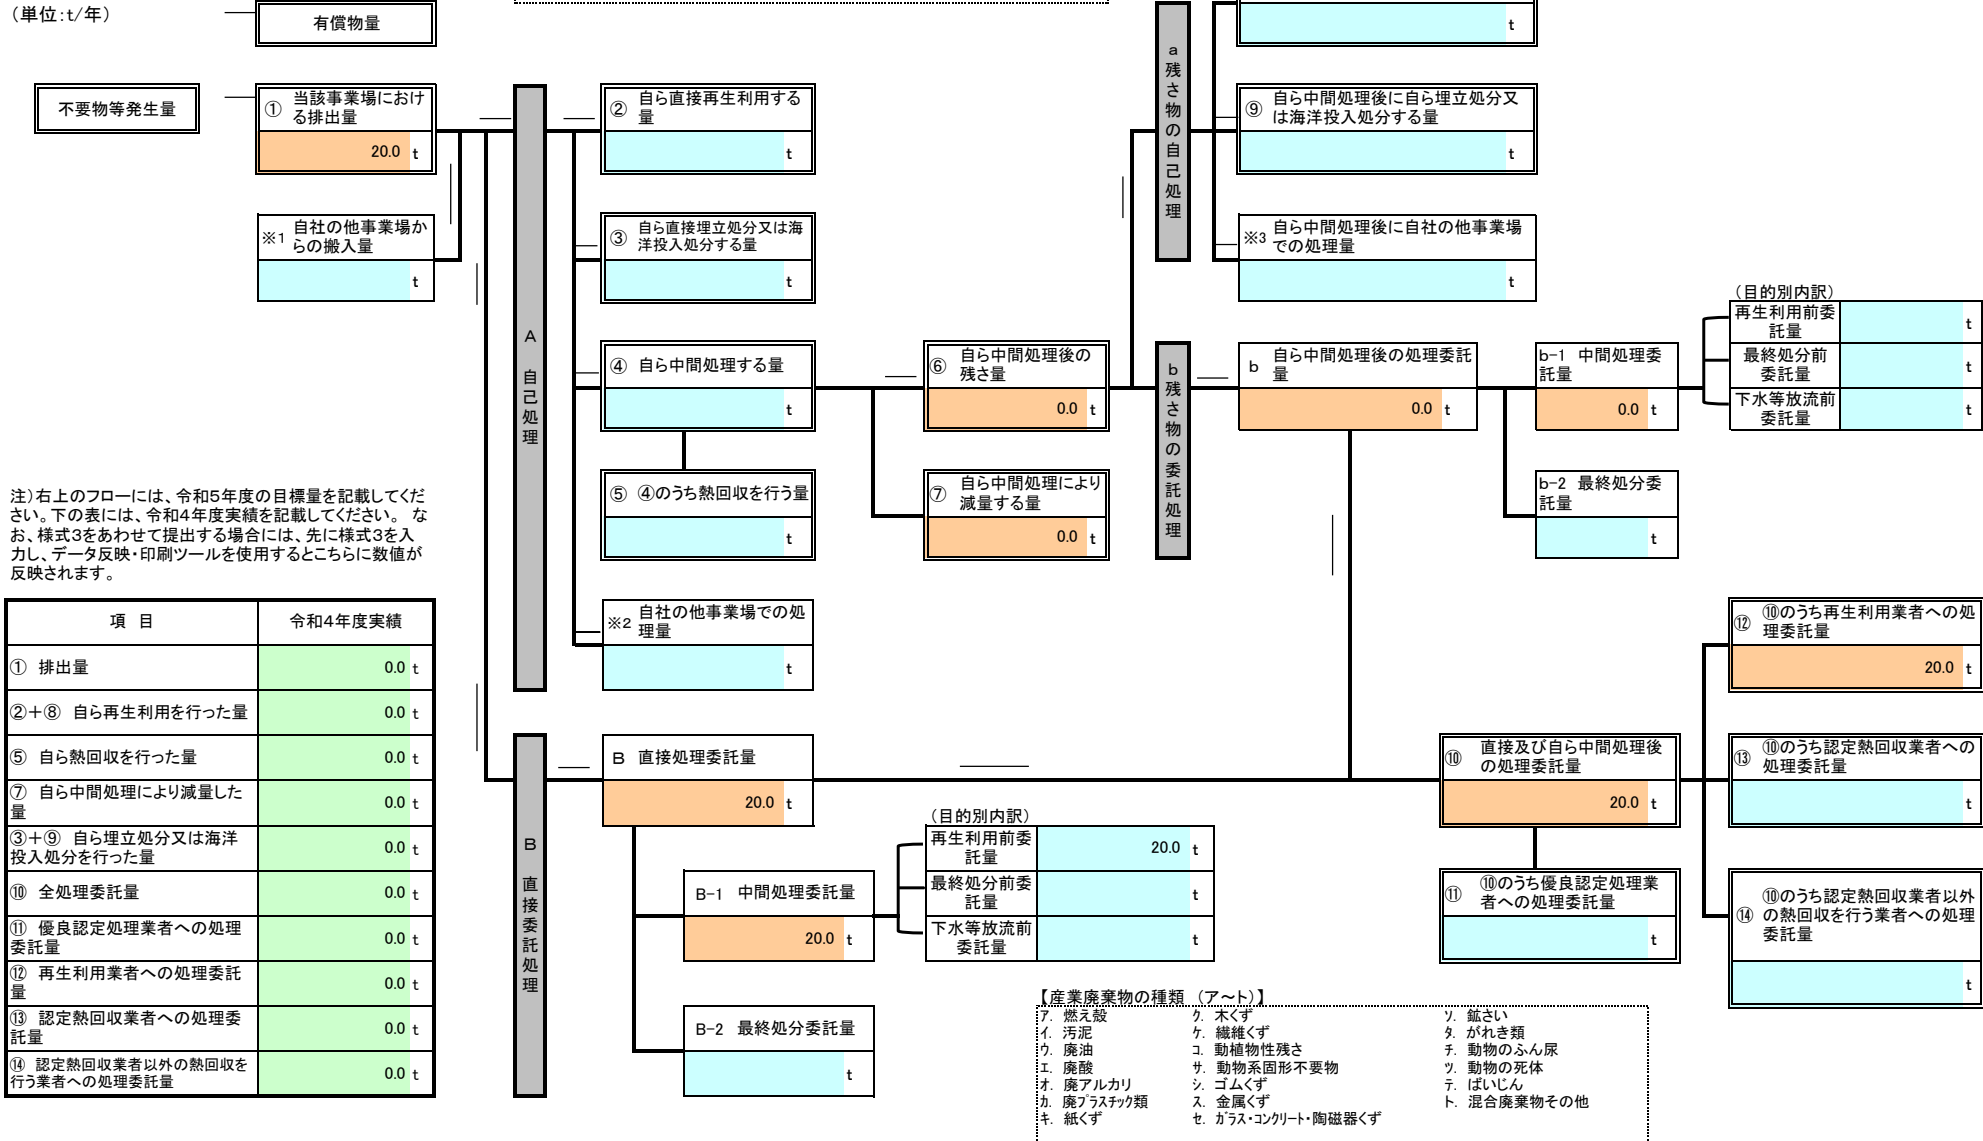 (単位:t/年)
有償物量
t
不要物等発生量
① 当該事業場におけ
る排出量
20.0 t
※1 自社の他事業場か
らの搬入量
t
A 自己処理
② 自ら直接再生利用する
量
t
③ 自ら直接埋立処分又は海
洋投入処分する量
t
④ 自ら中間処理する量
t
⑤ ④のうち熱回収を行う量
t
※2 自社の他事業場での処
理量
t
⑥ 自ら中間処理後の
残さ量
0.0 t
⑦ 自ら中間処理により
減量する量
0.0 t
a 残さ物の自己処理
⑨ 自ら中間処理後に自ら埋立処分又
は海洋投入処分する量
t
※3 自ら中間処理後に自社の他事業場
での処理量
t
b 残さ物の委託処理
b 自ら中間処理後の処理委託
量
0.0 t
b-1 中間処理委
託量
0.0 t
b-2 最終処分委
託量
t
(目的別内訳)
再生利用前委
託量
t
最終処分前
委託量
t
下水等放流前
委託量
t
注)右上のフローには、令和5年度の目標量を記載してくだ
さい。下の表には、令和4年度実績を記載してください。 な
お、様式3をあわせて提出する場合には、先に様式3を入
力し、データ反映・印刷ツールを使用するとこちらに数値が
反映されます。
項 目 令和4年度実績
① 排出量 0.0 t
②+⑧ 自ら再生利用を行った量 0.0 t
⑤ 自ら熱回収を行った量 0.0 t
⑦ 自ら中間処理により減量した
量 0.0 t
③+⑨ 自ら埋立処分又は海洋
投入処分を行った量 0.0 t
⑩ 全処理委託量 0.0 t
⑪ 優良認定処理業者への処理
委託量 0.0 t
⑫ 再生利用業者への処理委託
量 0.0 t
⑬ 認定熱回収業者への処理委
託量 0.0 t
⑭ 認定熱回収業者以外の熱回収を
行う業者への処理委託量 0.0 t
B 直接委託処理
B 直接処理委託量
20.0 t
B-1 中間処理委託量
20.0 t
B-2 最終処分委託量
t
(目的別内訳)
再生利用前委
託量
20.0 t
最終処分前委
託量
t
下水等放流前
委託量
t
⑩ 直接及び自ら中間処理後
の処理委託量
20.0 t
⑪ ⑩のうち優良認定処理業
者への処理委託量
t
⑫ ⑩のうち再生利用業者への処
理委託量
20.0 t
⑬ ⑩のうち認定熱回収業者への
処理委託量
t
⑭ ⑩のうち認定熱回収業者以外
の熱回収を行う業者への処理
委託量
t
【産業廃棄物の種類 (ア~ト)】
ア. 燃え殻 ク. 木くず ソ. 鉱さい
イ. 汚泥 ケ. 繊維くず タ. がれき類
ウ. 廃油 コ. 動植物性残さ チ. 動物のふん尿
エ. 廃酸 サ. 動物系固形不要物 ツ. 動物の死体
オ. 廃アルカリ シ. ゴムくず テ. ばいじん
カ. 廃プラスチック類 ス. 金属くず ト. 混合廃棄物その他
キ. 紙くず セ. ガラス・コンクリート・陶磁器くず